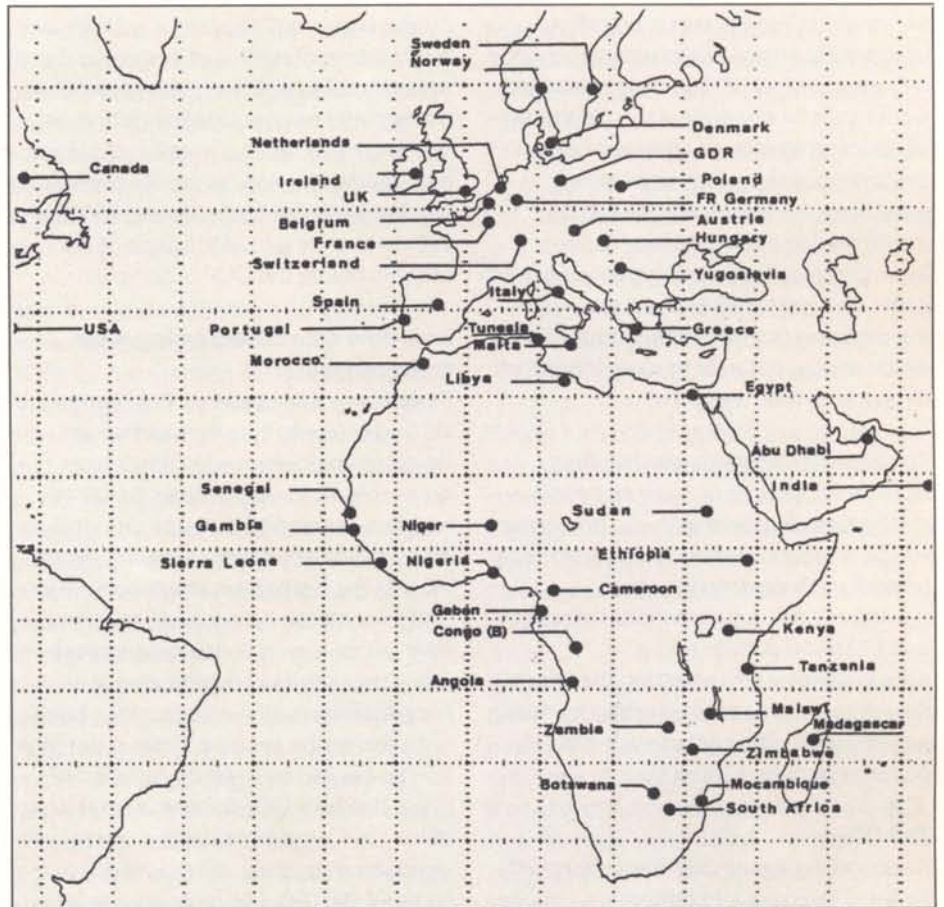 Sweden
Norway
Netherlands
Denmark
GDR
Canada
Ireland
Poland
UK
FR Germany
Belgium
Austria
France
Hungary
Switzerland
Yugoslavia
Italy
Spain
USA
Portugal
Tunesia
Greece
Malta
Morocco
Libya
Egypt
Abu Dhabi
India
Senegal
Sudan
Gambia
Niger
Sierra Leone
Nigeria
Ethiopia
Cameroon
Gabon
Congo (B)
Kenya
Tanzania
Angola
Malawi
Zambia
Madagascar
Zimbabwe
Botswana
Mocambique
South Africa